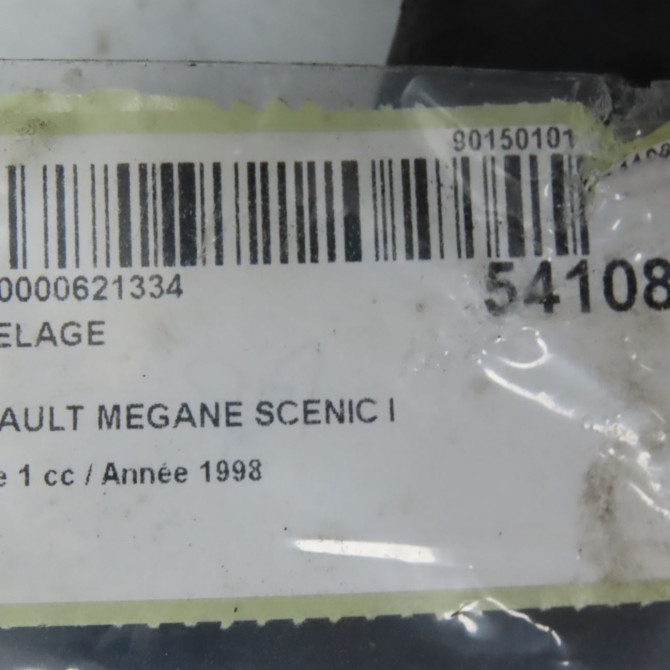 90150101
0000621334
54108
ELAGE
AULT MEGANE SCENIC I
e 1 cc / Année 1998